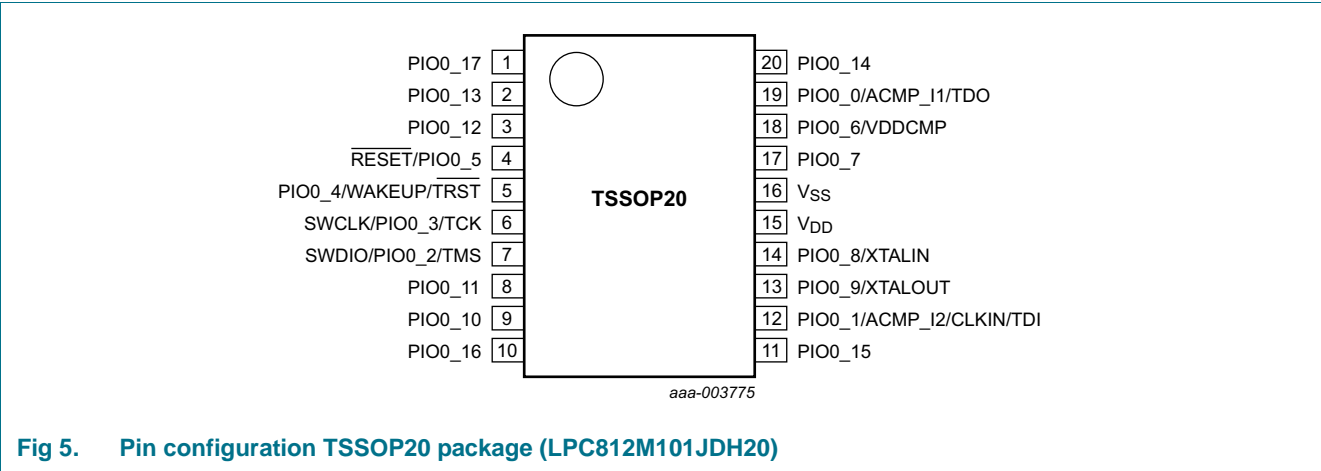 PIO0_17 1 20 PIO0_14
PIO0_13 2 19 PIO0_0/ACMP_I1/TDO
PIO0_12 3 18 PIO0_6/VDDCMP
RESET/PIO0_5 4 17 PIO0_7
PIO0_4/WAKEUP/TRST 5 16 VSS
TSSOP20
SWCLK/PIO0_3/TCK 6 15 VDD
SWDIO/PIO0_2/TMS 7 14 PIO0_8/XTALIN
PIO0_11 8 13 PIO0_9/XTALOUT
PIO0_10 9 12 PIO0_1/ACMP_I2/CLKIN/TDI
PIO0_16 10 11 PIO0_15
aaa-003775
Fig 5. Pin configuration TSSOP20 package (LPC812M101JDH20)